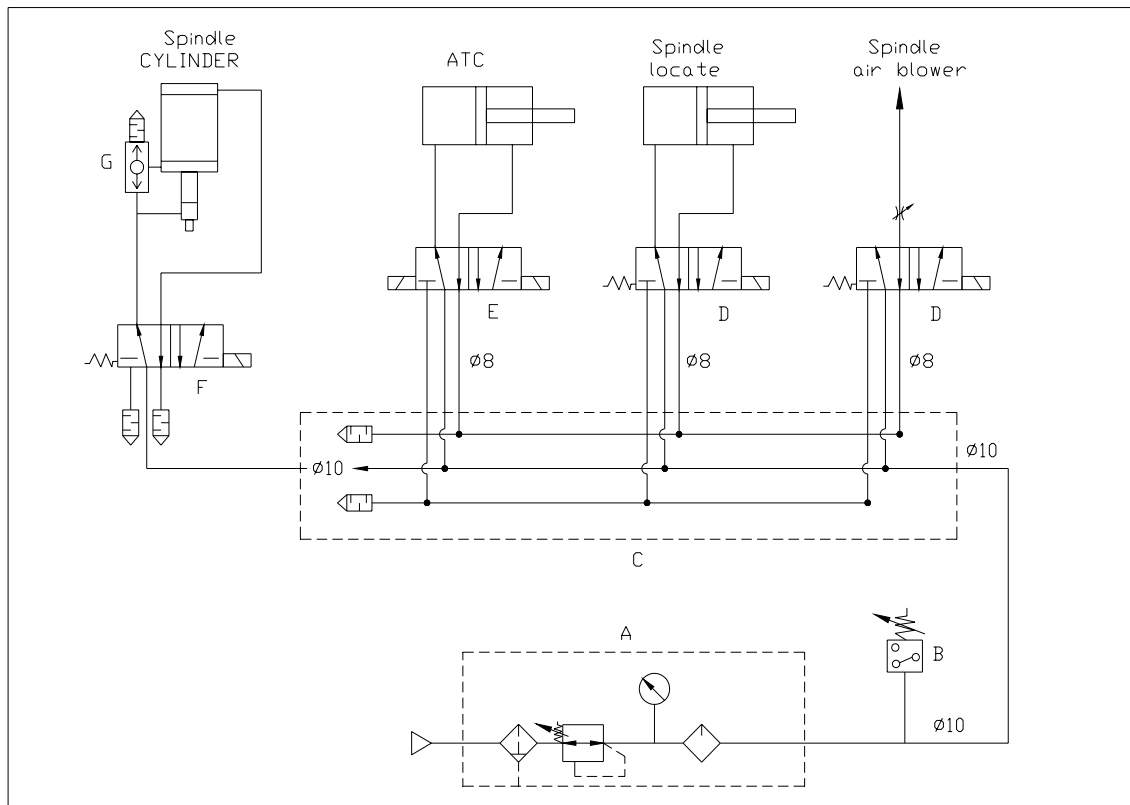 Spindle
CYLINDER
ATC
Spindle
locate
Spindle
air blower
G
E
D
D
F
ø8
ø8
ø8
ø10
ø10
C
A
B
ø10